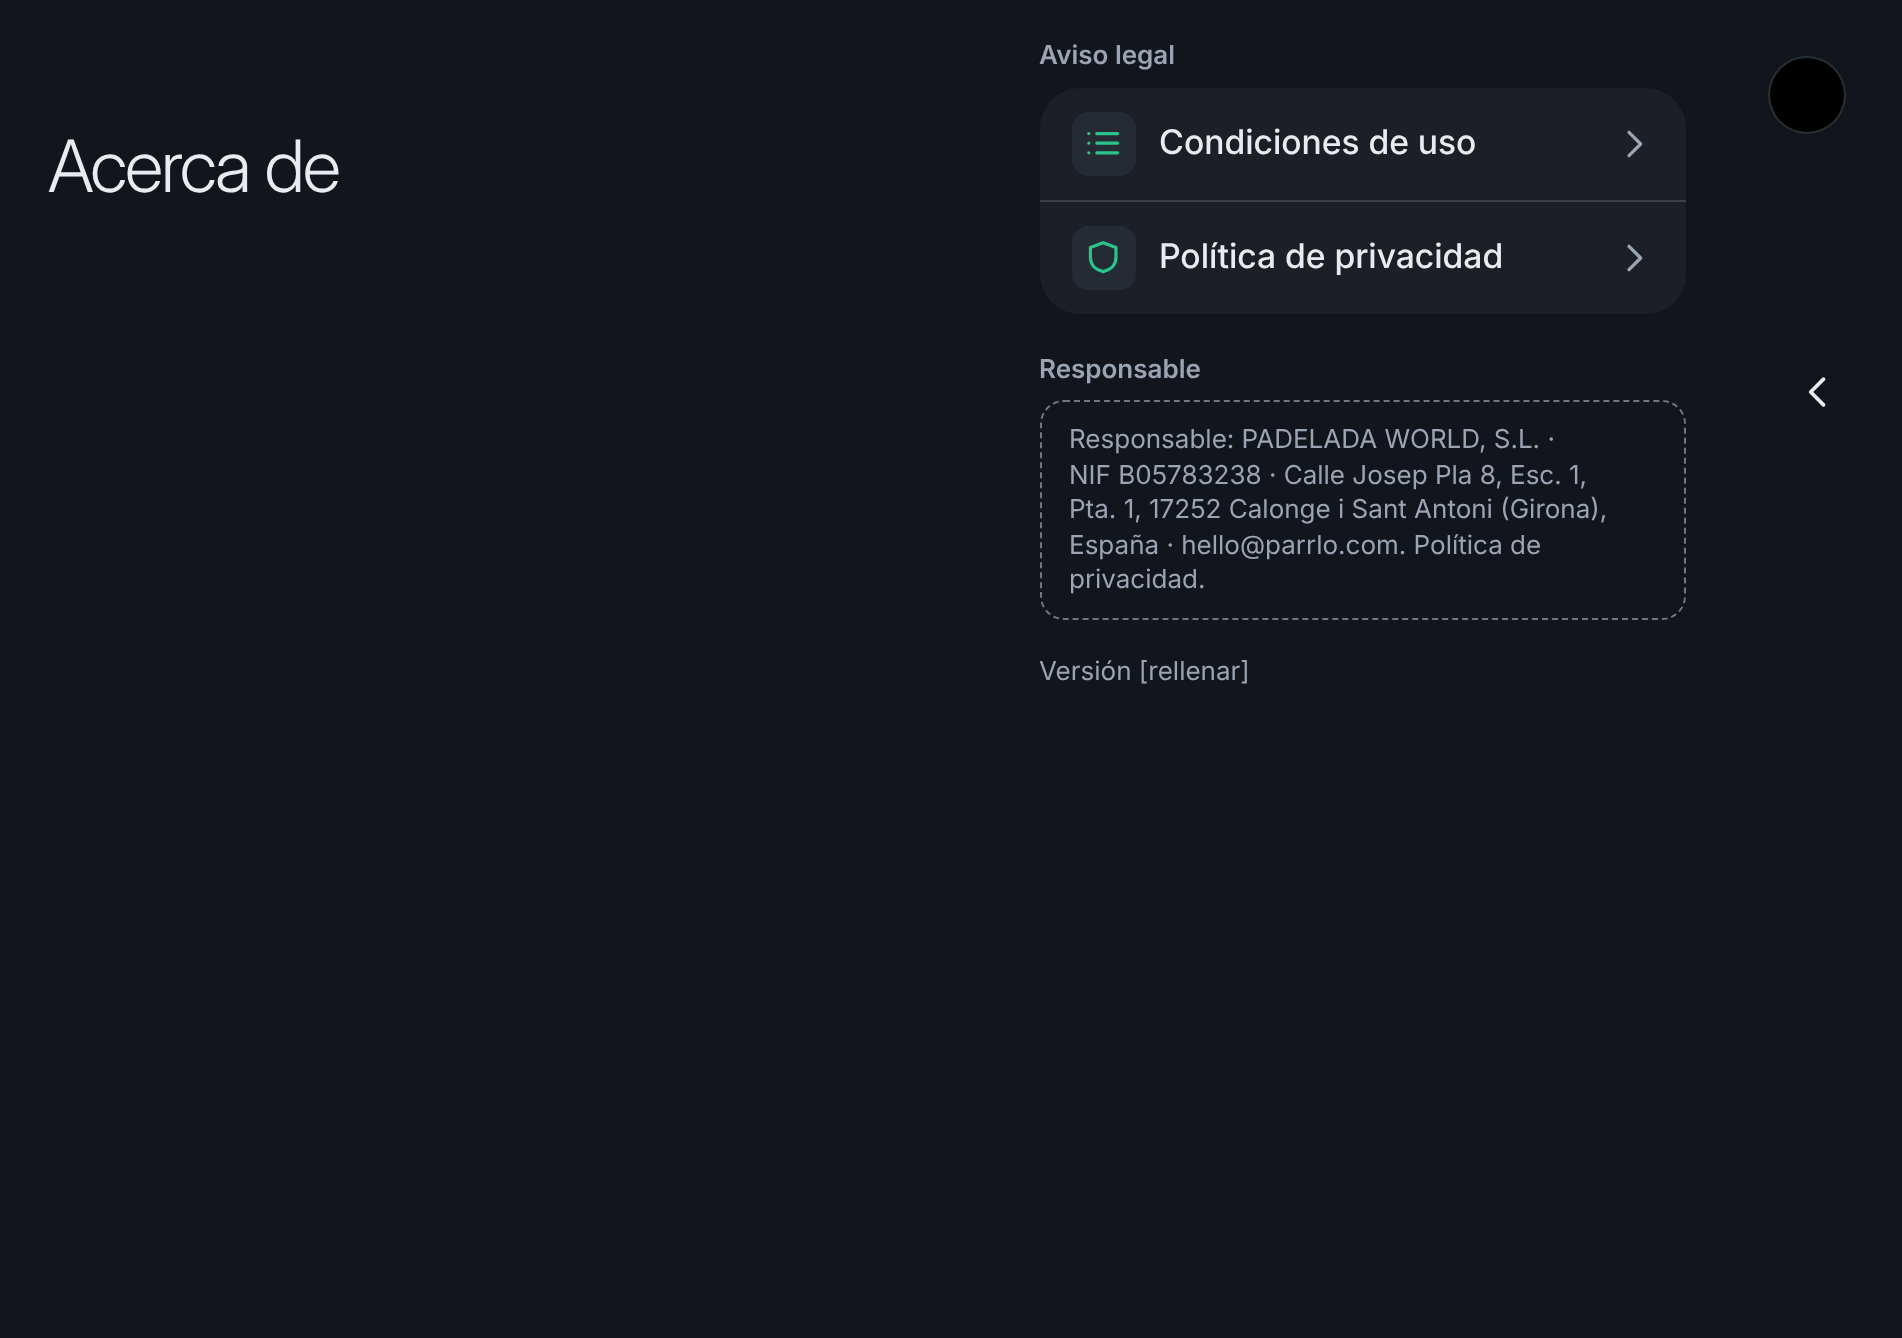 Acerca de
Aviso legal
Condiciones de uso
Política de privacidad
Responsable
Responsable: PADELADA WORLD, S.L. ·
NIF B05783238 · Calle Josep Pla 8, Esc. 1,
Pta. 1, 17252 Calonge i Sant Antoni (Girona),
España · hello@parrlo.com. Política de
privacidad.
Versión [rellenar]